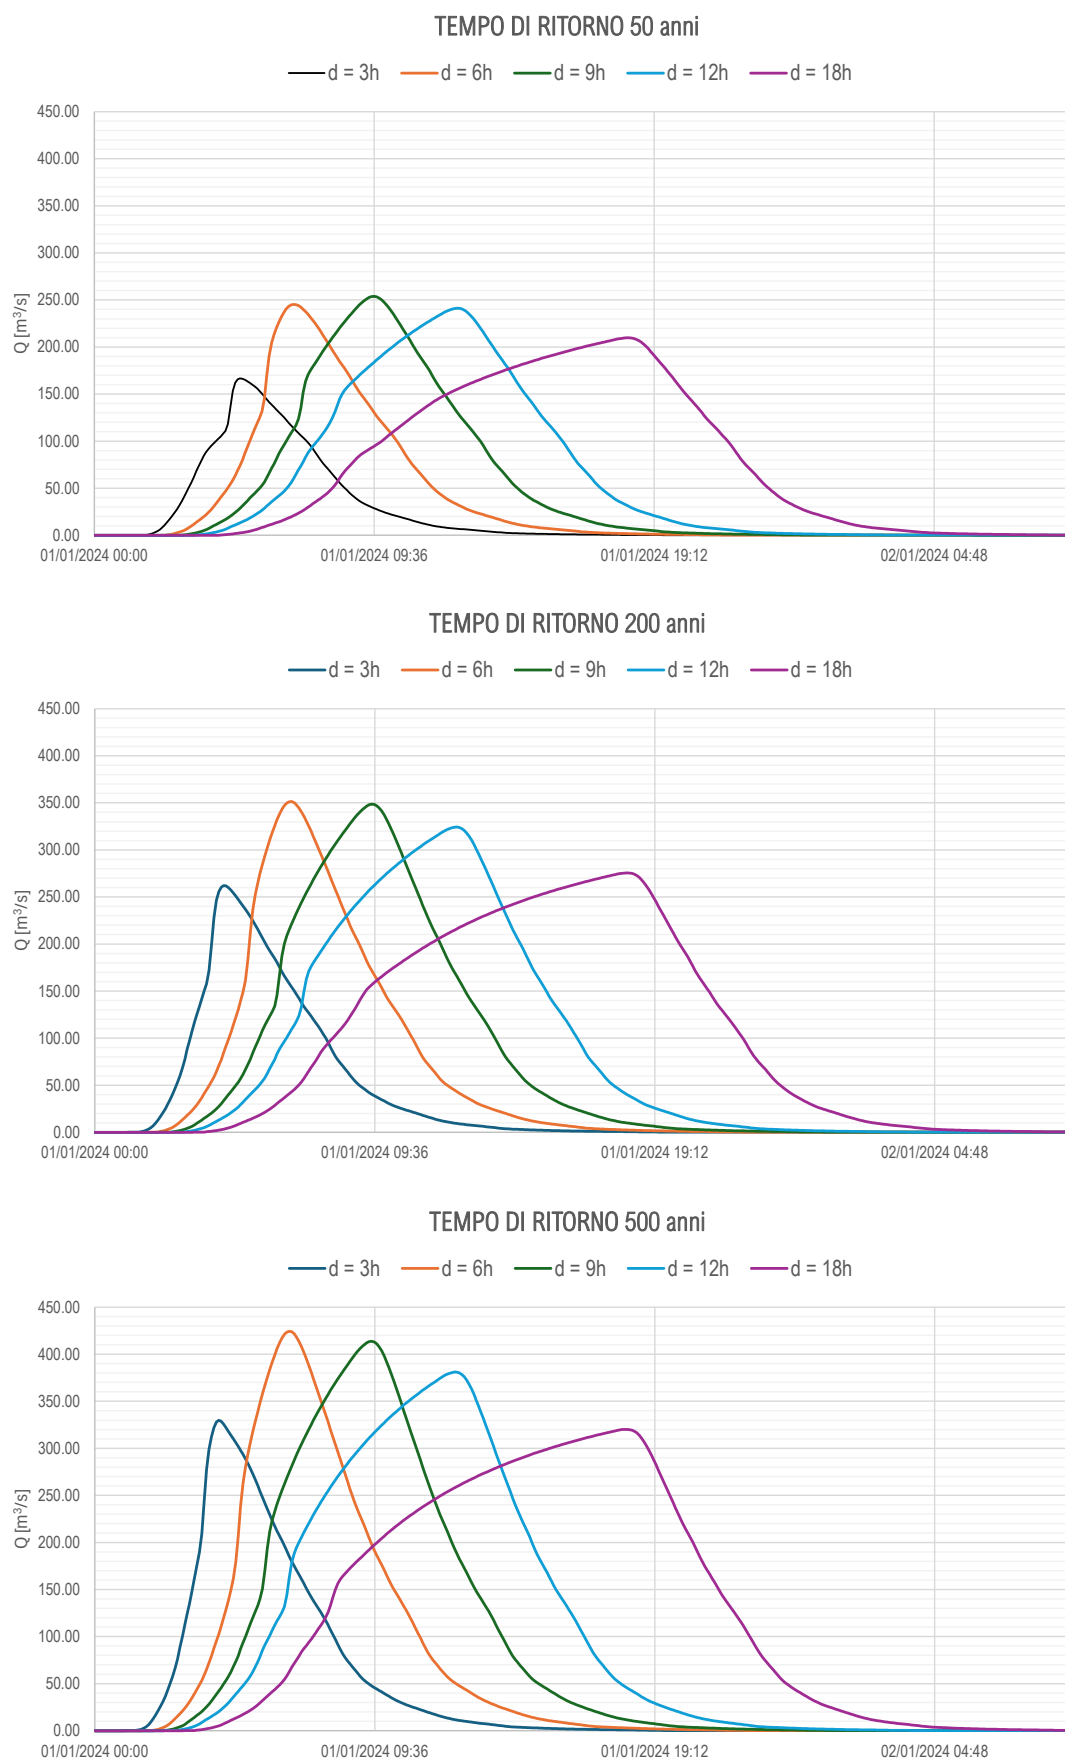 TEMPO DI RITORNO 50 anni
d = 3h d = 6h d = 9h d = 12h d = 18h
Q [m³/s]
450.00
400.00
350.00
300.00
250.00
200.00
150.00
100.00
50.00
0.00
01/01/2024 00:00 01/01/2024 09:36 01/01/2024 19:12 02/01/2024 04:48
TEMPO DI RITORNO 200 anni
d = 3h d = 6h d = 9h d = 12h d = 18h
Q [m³/s]
450.00
400.00
350.00
300.00
250.00
200.00
150.00
100.00
50.00
0.00
01/01/2024 00:00 01/01/2024 09:36 01/01/2024 19:12 02/01/2024 04:48
TEMPO DI RITORNO 500 anni
d = 3h d = 6h d = 9h d = 12h d = 18h
Q [m³/s]
450.00
400.00
350.00
300.00
250.00
200.00
150.00
100.00
50.00
0.00
01/01/2024 00:00 01/01/2024 09:36 01/01/2024 19:12 02/01/2024 04:48